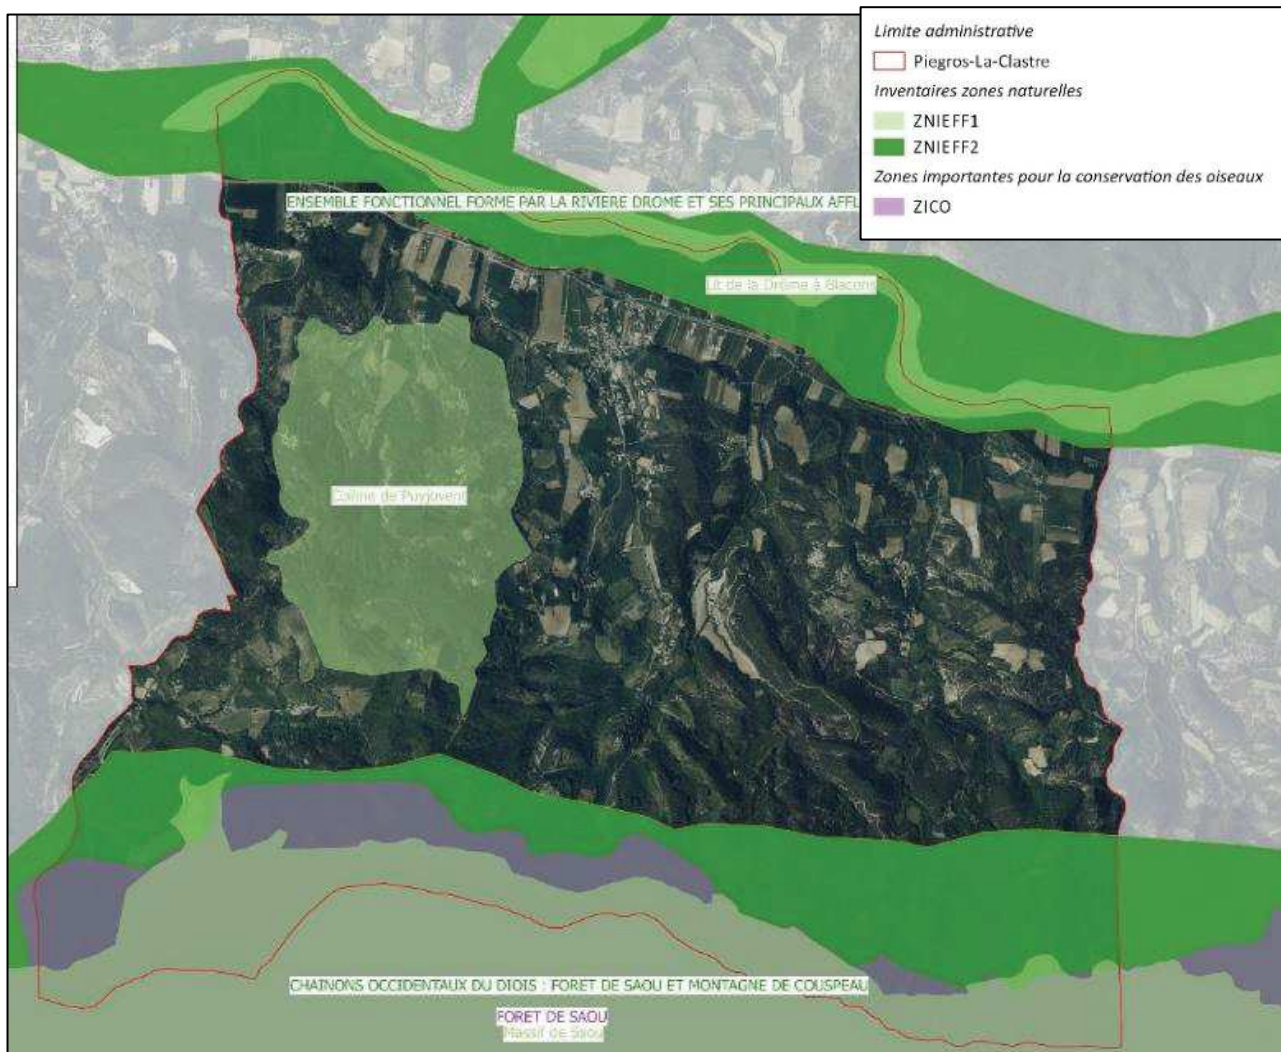 Limite administrative
Piegros-La-Clastre
Inventaires zones naturelles
ZNIEFF1
ZNIEFF2
Zones importantes pour la conservation des oiseaux
ZICO
ENSEMBLE FONCTIONNEL FORME PAR LA RIVIERE DROME ET SES PRINCIPAUX AFFL
Lit de la Drôme à Blacons
Colline de Puyjovent
CHAINONS OCCIDENTAUX DU DIOIS : FORET DE SAOU ET MONTAGNE DE COUSPEAU
FORET DE SAOU
Massif de Saou